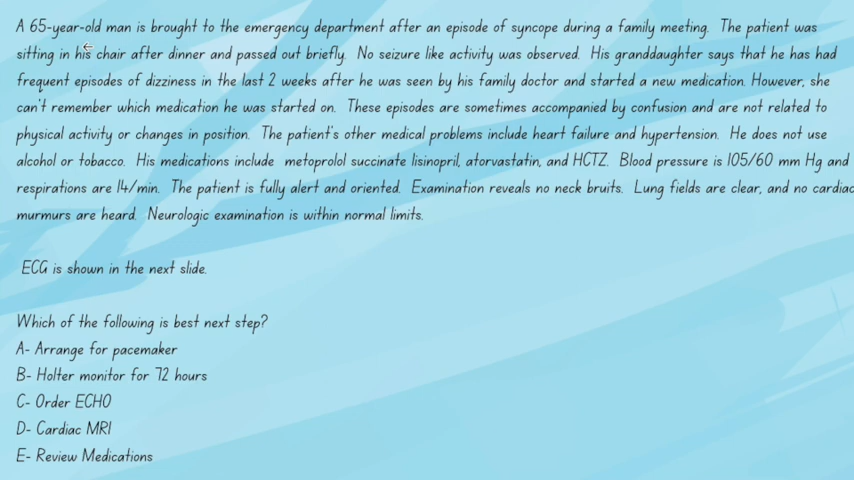 A 65-year-old man is brought to the emergency department after an episode of syncope during a family meeting. The patient was
sitting in his chair after dinner and passed out briefly. No seizure like activity was observed. His granddaughter says that he has had
frequent episodes of dizziness in the last 2 weeks after he was seen by his family doctor and started a new medication. However, she
can't remember which medication he was started on. These episodes are sometimes accompanied by confusion and are not related to
physical activity or changes in position. The patient's other medical problems include heart failure and hypertension. He does not use
alcohol or tobacco. His medications include metoprolol succinate lisinopril, atorvastatin, and HCTZ. Blood pressure is 105/60 mm Hg and
respirations are 14/min. The patient is fully alert and oriented. Examination reveals no neck bruits. Lung fields are clear, and no cardiac
murmurs are heard. Neurologic examination is within normal limits.
ECG is shown in the next slide.
Which of the following is best next step?
A- Arrange for pacemaker
B- Holter monitor for 72 hours
C- Order ECHO
D- Cardiac MRI
E- Review Medications